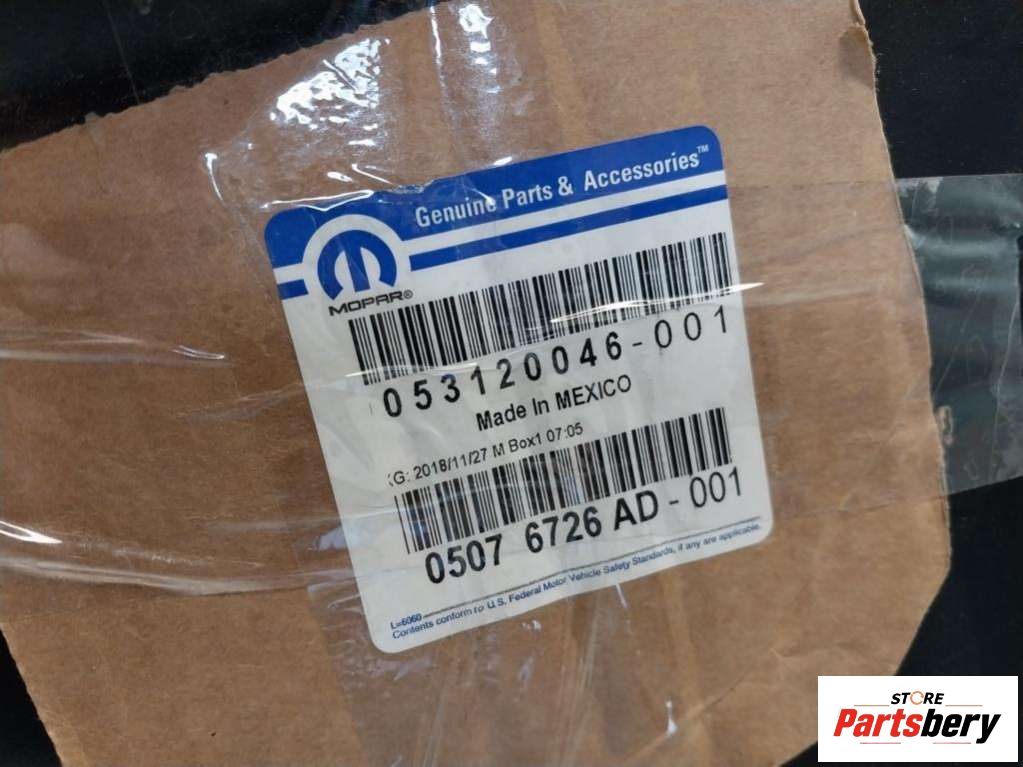 Genuine Parts & Accessories™
MOPAR®
053120046-001
Made In MEXICO
KG: 2018/11/27 M Box1 07:05
0507 6726 AD - 001
L=6060
Contents conform to U.S. Federal Motor Vehicle Safety Standards, if any are applicable.
STORE
Partsbery